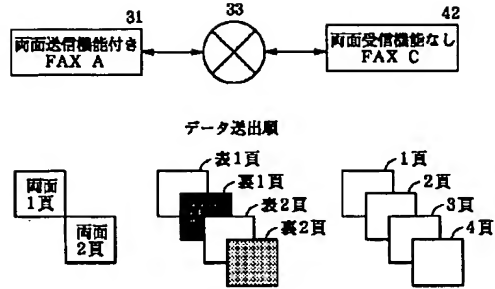 31
33
42
両面送信機能付き
FAX A
両面受信機能なし
FAX C
データ送出順
両面
1頁
両面
2頁
表1頁
裏1頁
表2頁
裏2頁
1頁
2頁
3頁
4頁